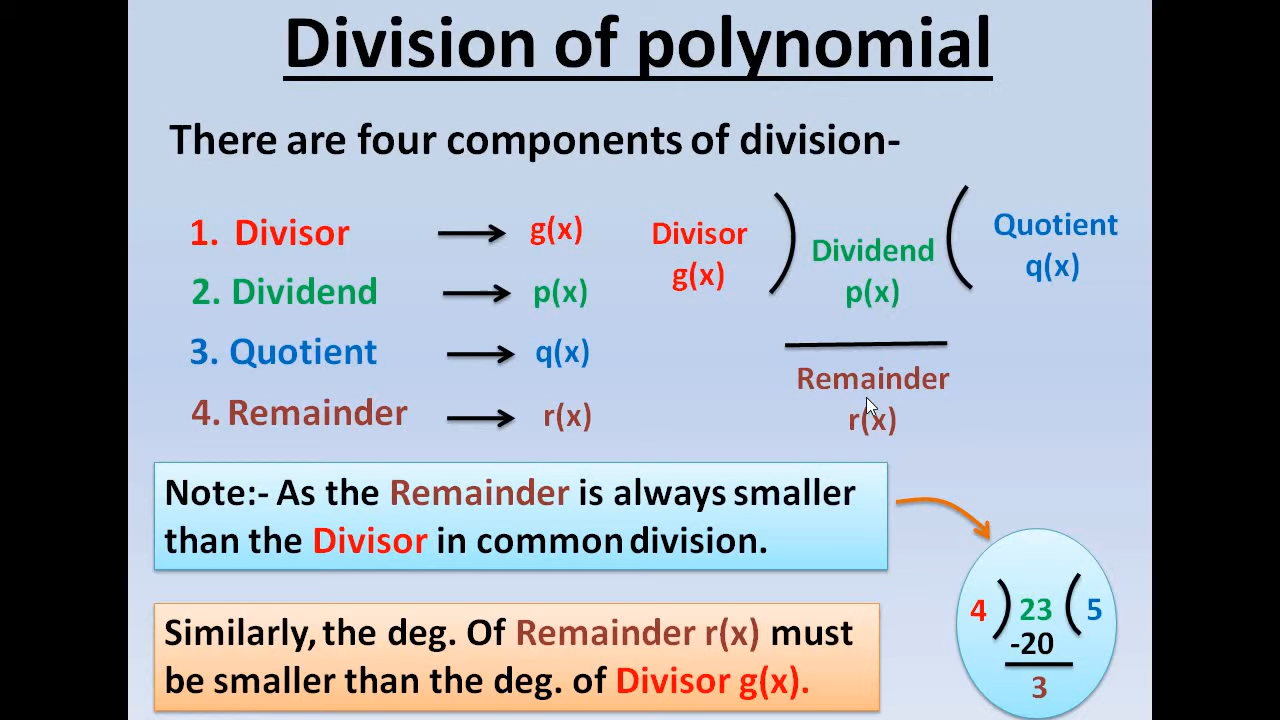 Division of polynomial
There are four components of division-
1. Divisor g(x)
2. Dividend p(x)
3. Quotient q(x)
4. Remainder r(x)
Divisor
g(x)
Dividend
p(x)
Quotient
q(x)
Remainder
r(x)
Note:- As the Remainder is always smaller
than the Divisor in common division.
4 ) 23 ( 5
-20
3
Similarly, the deg. Of Remainder r(x) must
be smaller than the deg. of Divisor g(x).